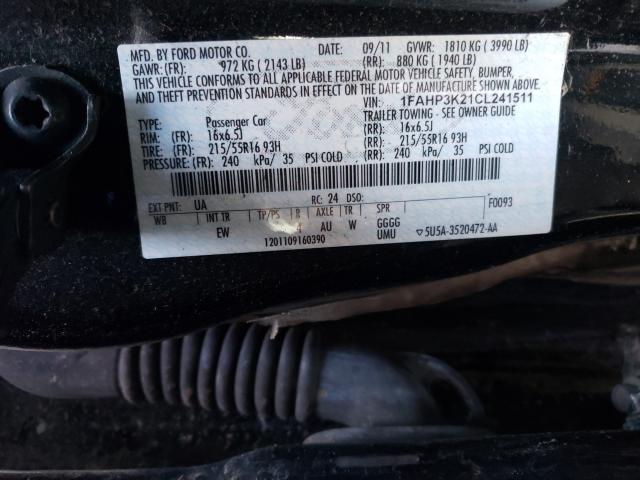 MFD. BY FORD MOTOR CO. DATE: 09/11 GVWR: 1810 KG ( 3990 LB)
GAWR: (FR): 972 KG ( 2143 LB) (RR): 880 KG ( 1940 LB)
THIS VEHICLE CONFORMS TO ALL APPLICABLE FEDERAL MOTOR VEHICLE SAFETY, BUMPER,
AND THEFT PREVENTION STANDARDS IN EFFECT ON THE DATE OF MANUFACTURE SHOWN ABOVE.
VIN: 1FAHP3K21CL241511
TYPE: Passenger Car TRAILER TOWING - SEE OWNER GUIDE
RIM: (FR): 16x6.5J (RR): 16x6.5J
TIRE: (FR): 215/55R16 93H (RR): 215/55R16 93H
PRESSURE: (FR): 240 kPa/ 35 PSI COLD (RR): 240 kPa/ 35 PSI COLD
EXT-PNT: UA RC: 24 DSO: F0093
WB INT TR TP/PS R AXLE TR SPR
EW 4 AU W GGGG
UMU
1201109160390 ▽5U5A-3520472-AA